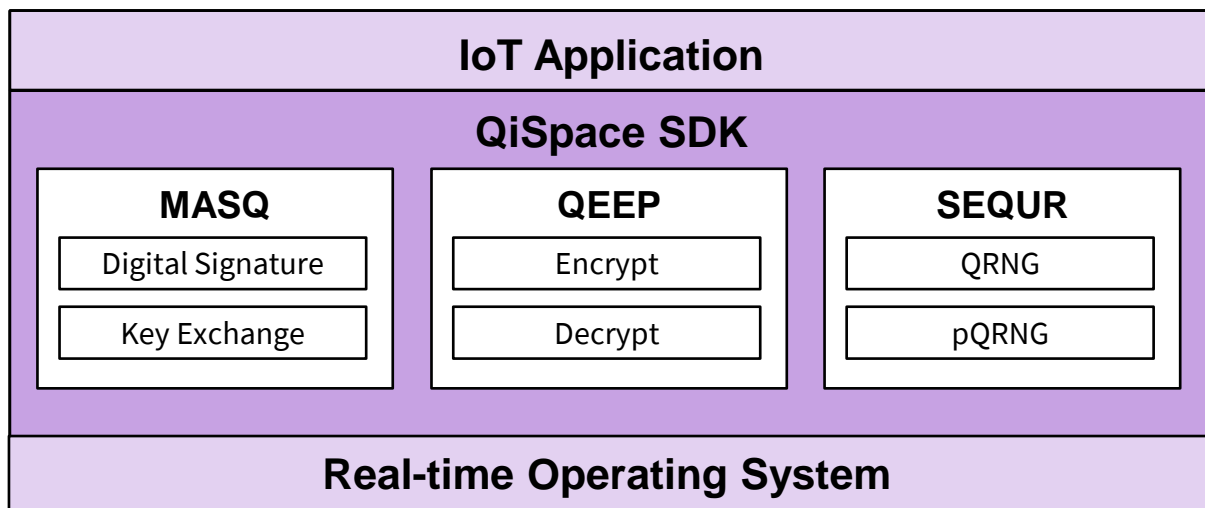 IoT Application
QiSpace SDK
MASQ
Digital Signature
Key Exchange
QEEP
Encrypt
Decrypt
SEQUR
QRNG
pQRNG
Real-time Operating System